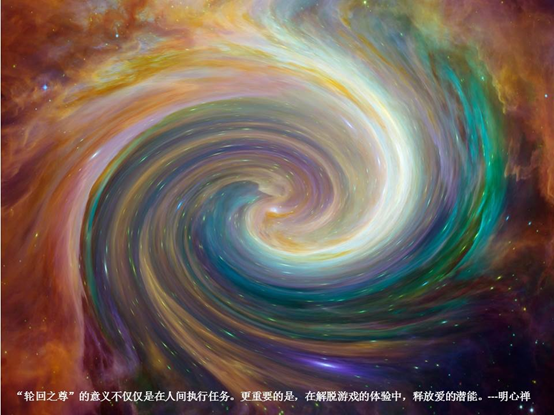 “轮回之尊”的意义不仅仅是在人间执行任务。更重要的是，在解脱游戏的体验中，释放爱的潜能。---明心禅